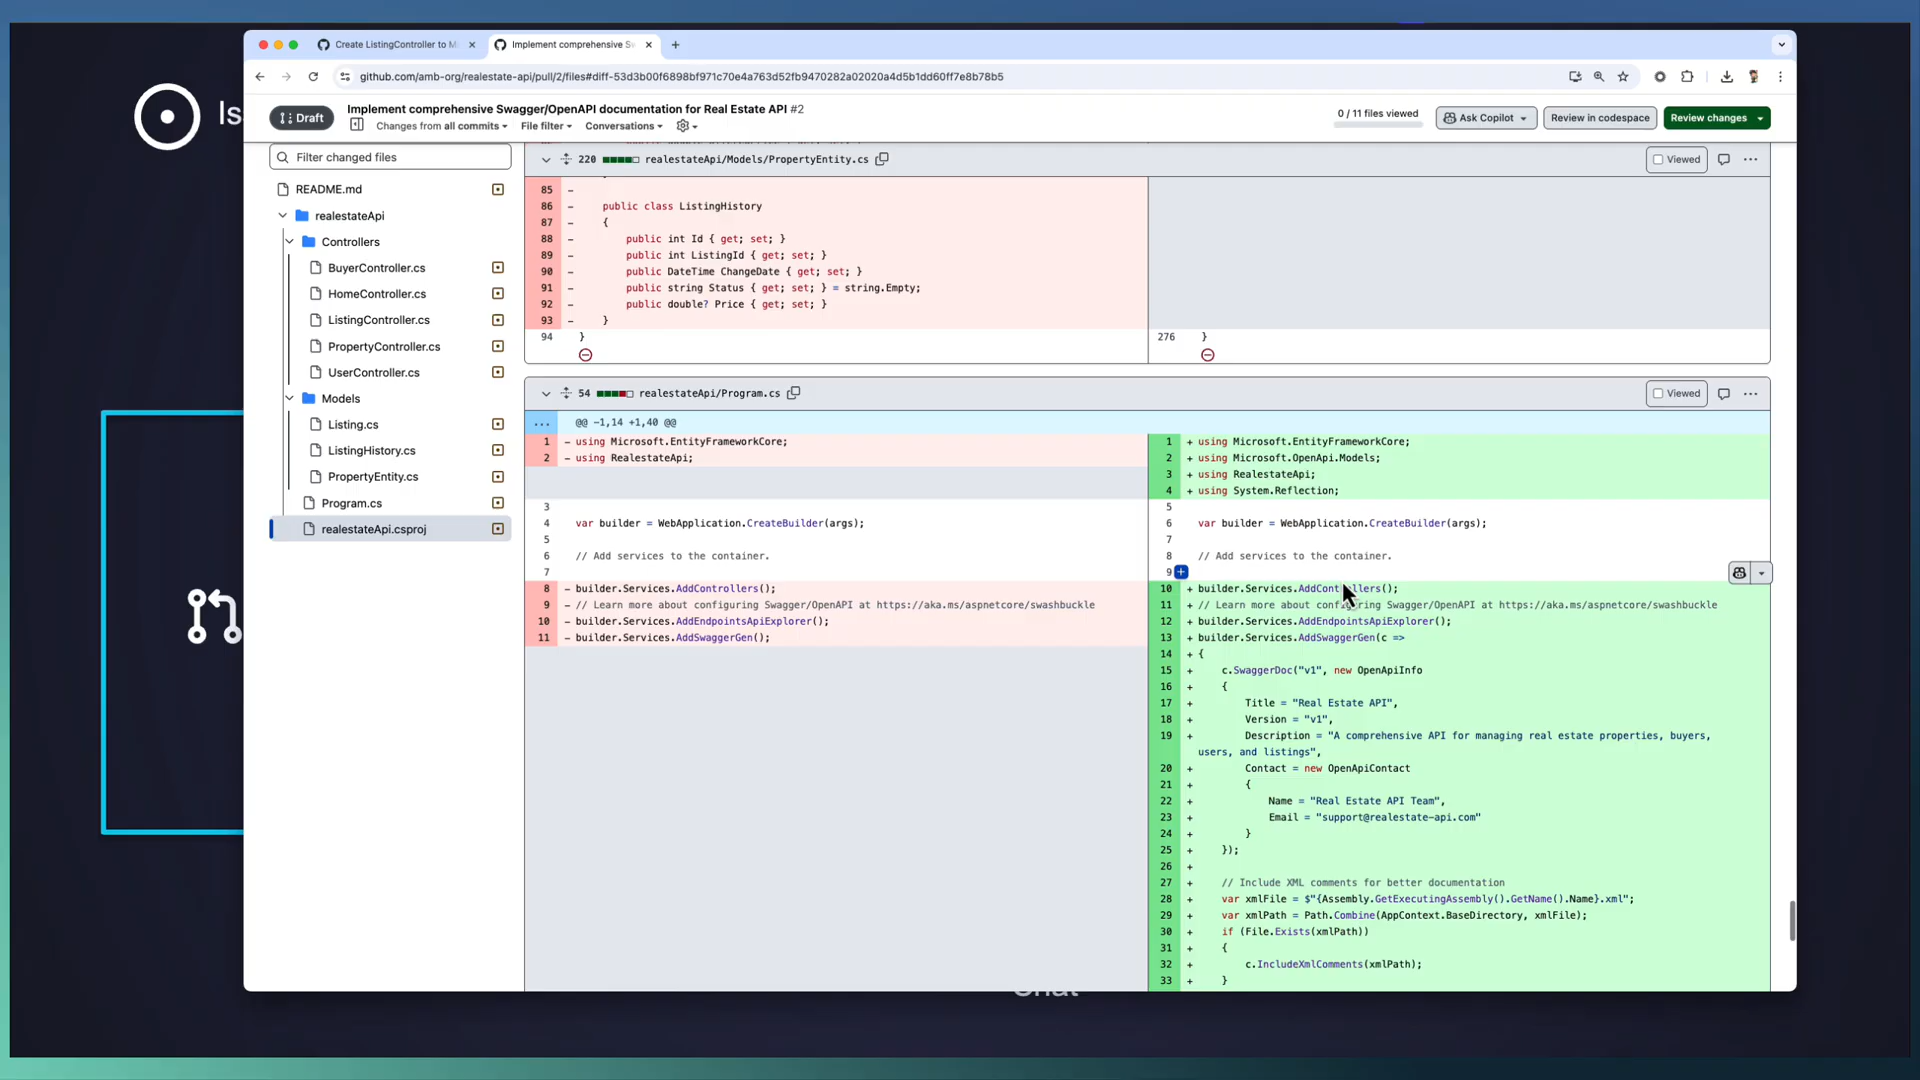 Create ListingController to M
Implement comprehensive Sw
github.com/amb-org/realestate-api/pull/2/files#diff-53d3b00f6898bf971c70e4a763d52fb9470282a02020a4d5b1dd60ff7e8b78b5
Is
Draft
Implement comprehensive Swagger/OpenAPI documentation for Real Estate API #2
Changes from all commits
File filter
Conversations
0 / 11 files viewed
Ask Copilot
Review in codespace
Review changes
Filter changed files
README.md
realestateApi
Controllers
BuyerController.cs
HomeController.cs
ListingController.cs
PropertyController.cs
UserController.cs
Models
Listing.cs
ListingHistory.cs
PropertyEntity.cs
Program.cs
realestateApi.csproj
220 realestateApi/Models/PropertyEntity.cs
Viewed
85 -
86 - public class ListingHistory
87 - {
88 - public int Id { get; set; }
89 - public int ListingId { get; set; }
90 - public DateTime ChangeDate { get; set; }
91 - public string Status { get; set; } = string.Empty;
92 - public double? Price { get; set; }
93 - }
94 }
276 }
54 realestateApi/Program.cs
Viewed
... @@ -1,14 +1,40 @@
1 - using Microsoft.EntityFrameworkCore;
2 - using RealestateApi;
3
4 var builder = WebApplication.CreateBuilder(args);
5
6 // Add services to the container.
7
8 - builder.Services.AddControllers();
9 - // Learn more about configuring Swagger/OpenAPI at https://aka.ms/aspnetcore/swashbuckle
10 - builder.Services.AddEndpointsApiExplorer();
11 - builder.Services.AddSwaggerGen();
1 + using Microsoft.EntityFrameworkCore;
2 + using Microsoft.OpenApi.Models;
3 + using RealestateApi;
4 + using System.Reflection;
5
6 var builder = WebApplication.CreateBuilder(args);
7
8 // Add services to the container.
9
10 + builder.Services.AddControllers();
11 + // Learn more about configuring Swagger/OpenAPI at https://aka.ms/aspnetcore/swashbuckle
12 + builder.Services.AddEndpointsApiExplorer();
13 + builder.Services.AddSwaggerGen(c =>
14 + {
15 + c.SwaggerDoc("v1", new OpenApiInfo
16 + {
17 + Title = "Real Estate API",
18 + Version = "v1",
19 + Description = "A comprehensive API for managing real estate properties, buyers,
users, and listings",
20 + Contact = new OpenApiContact
21 + {
22 + Name = "Real Estate API Team",
23 + Email = "support@realestate-api.com"
24 + }
25 + });
26 +
27 + // Include XML comments for better documentation
28 + var xmlFile = $"{Assembly.GetExecutingAssembly().GetName().Name}.xml";
29 + var xmlPath = Path.Combine(AppContext.BaseDirectory, xmlFile);
30 + if (File.Exists(xmlPath))
31 + {
32 + c.IncludeXmlComments(xmlPath);
33 + }